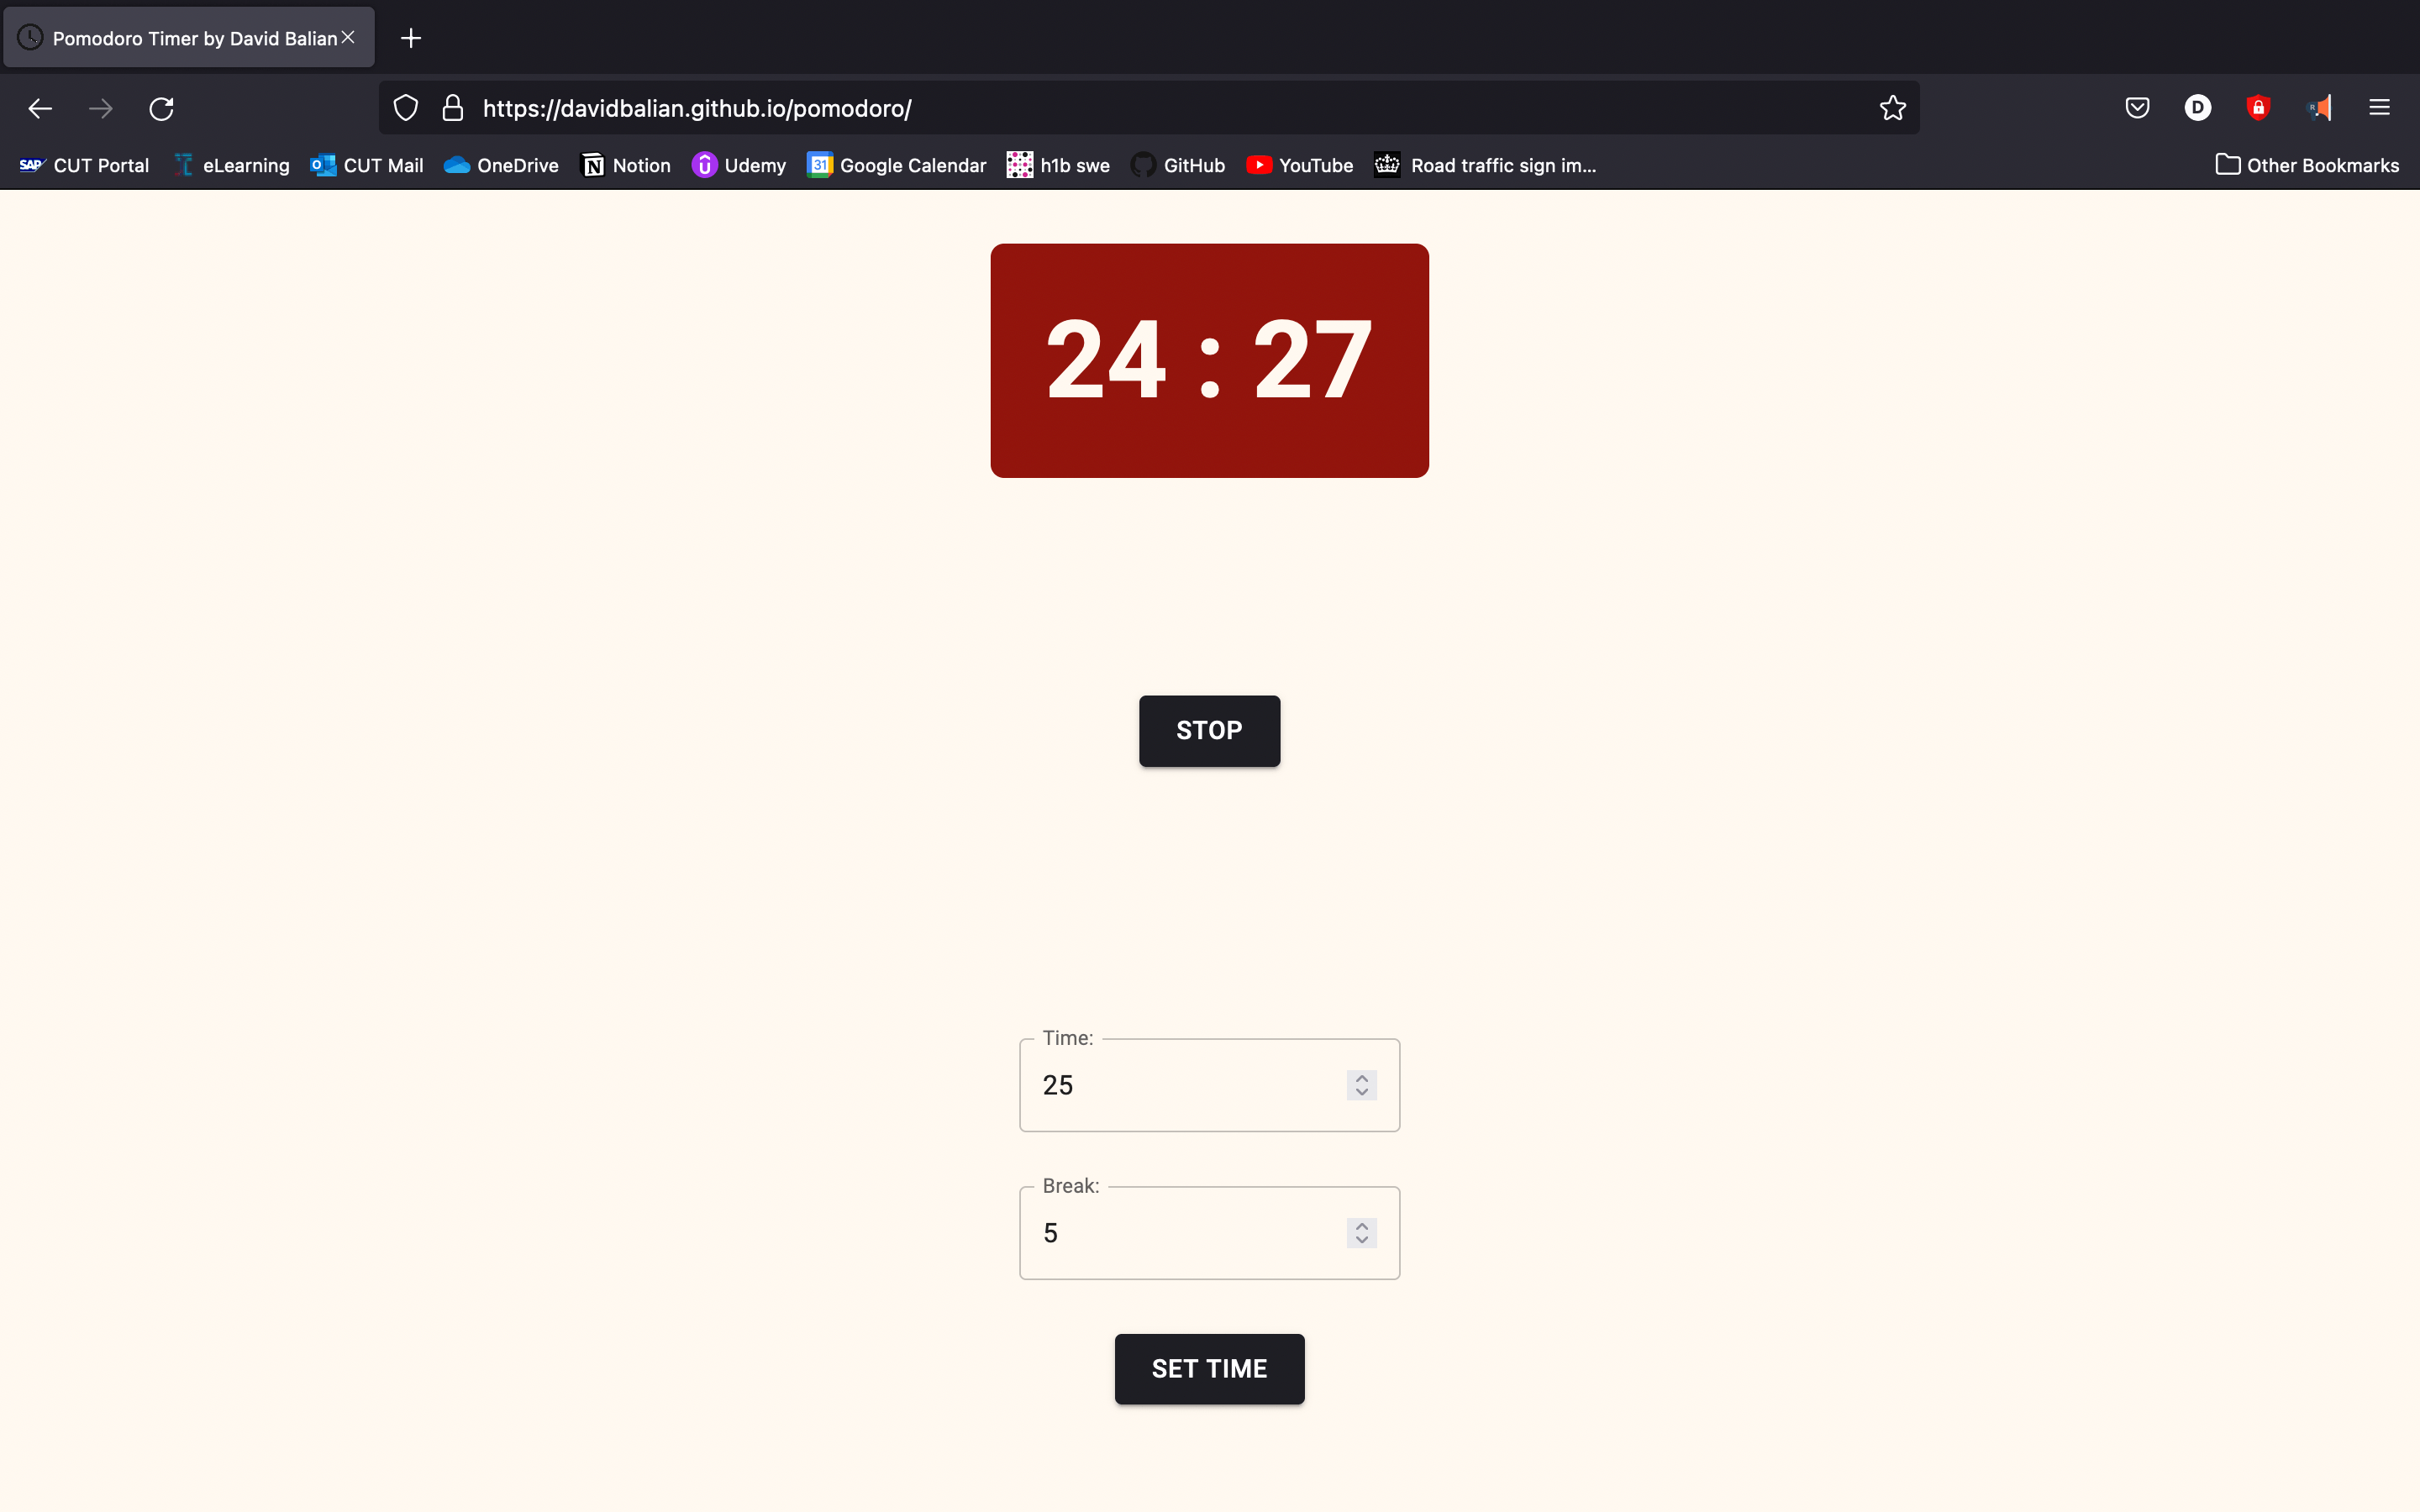 Pomodoro Timer by David Balian
https://davidbalian.github.io/pomodoro/
D
SAP CUT Portal eLearning CUT Mail OneDrive Notion Udemy 31 Google Calendar h1b swe GitHub YouTube Road traffic sign im... Other Bookmarks
24 : 27
STOP
Time:
25
Break:
5
SET TIME